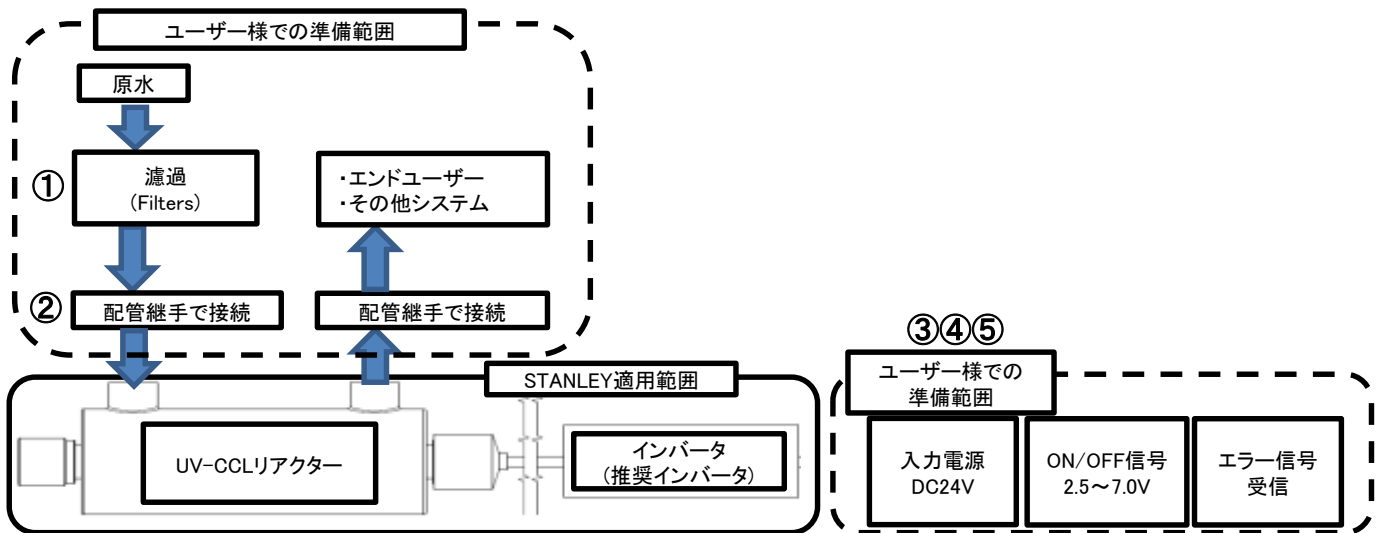 ユーザー様での準備範囲
原水
①
濾過
(Filters)
・エンドユーザー
・その他システム
②
配管継手で接続
配管継手で接続
STANLEY適用範囲
UV-CCLリアクター
インバータ
(推奨インバータ)
③④⑤
ユーザー様での
準備範囲
入力電源
DC24V
ON/OFF信号
2.5～7.0V
エラー信号
受信